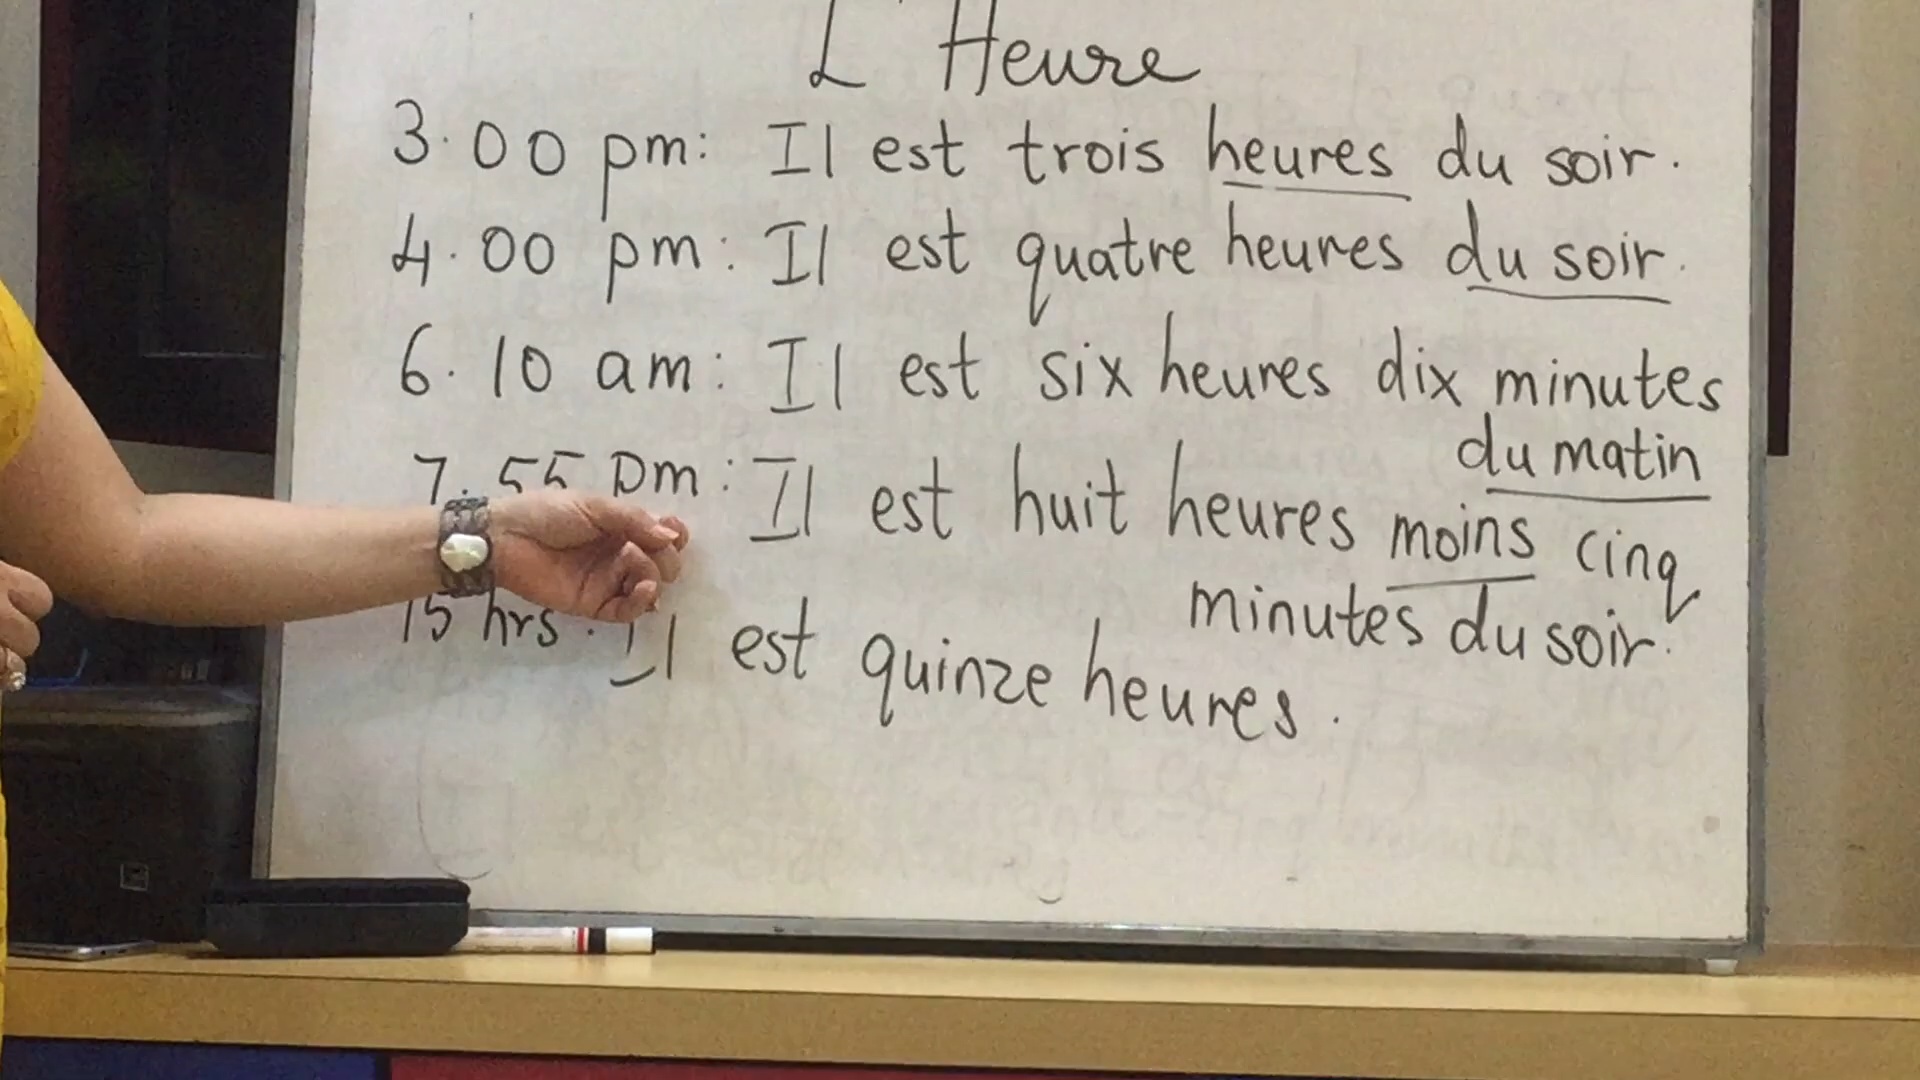 L'Heure
3.00 pm: Il est trois heures du soir.
4.00 pm: Il est quatre heures du soir.
6.10 am: Il est six heures dix minutes
du matin
7.55 pm: Il est huit heures moins cinq
minutes du soir.
15 hrs. Il est quinze heures.